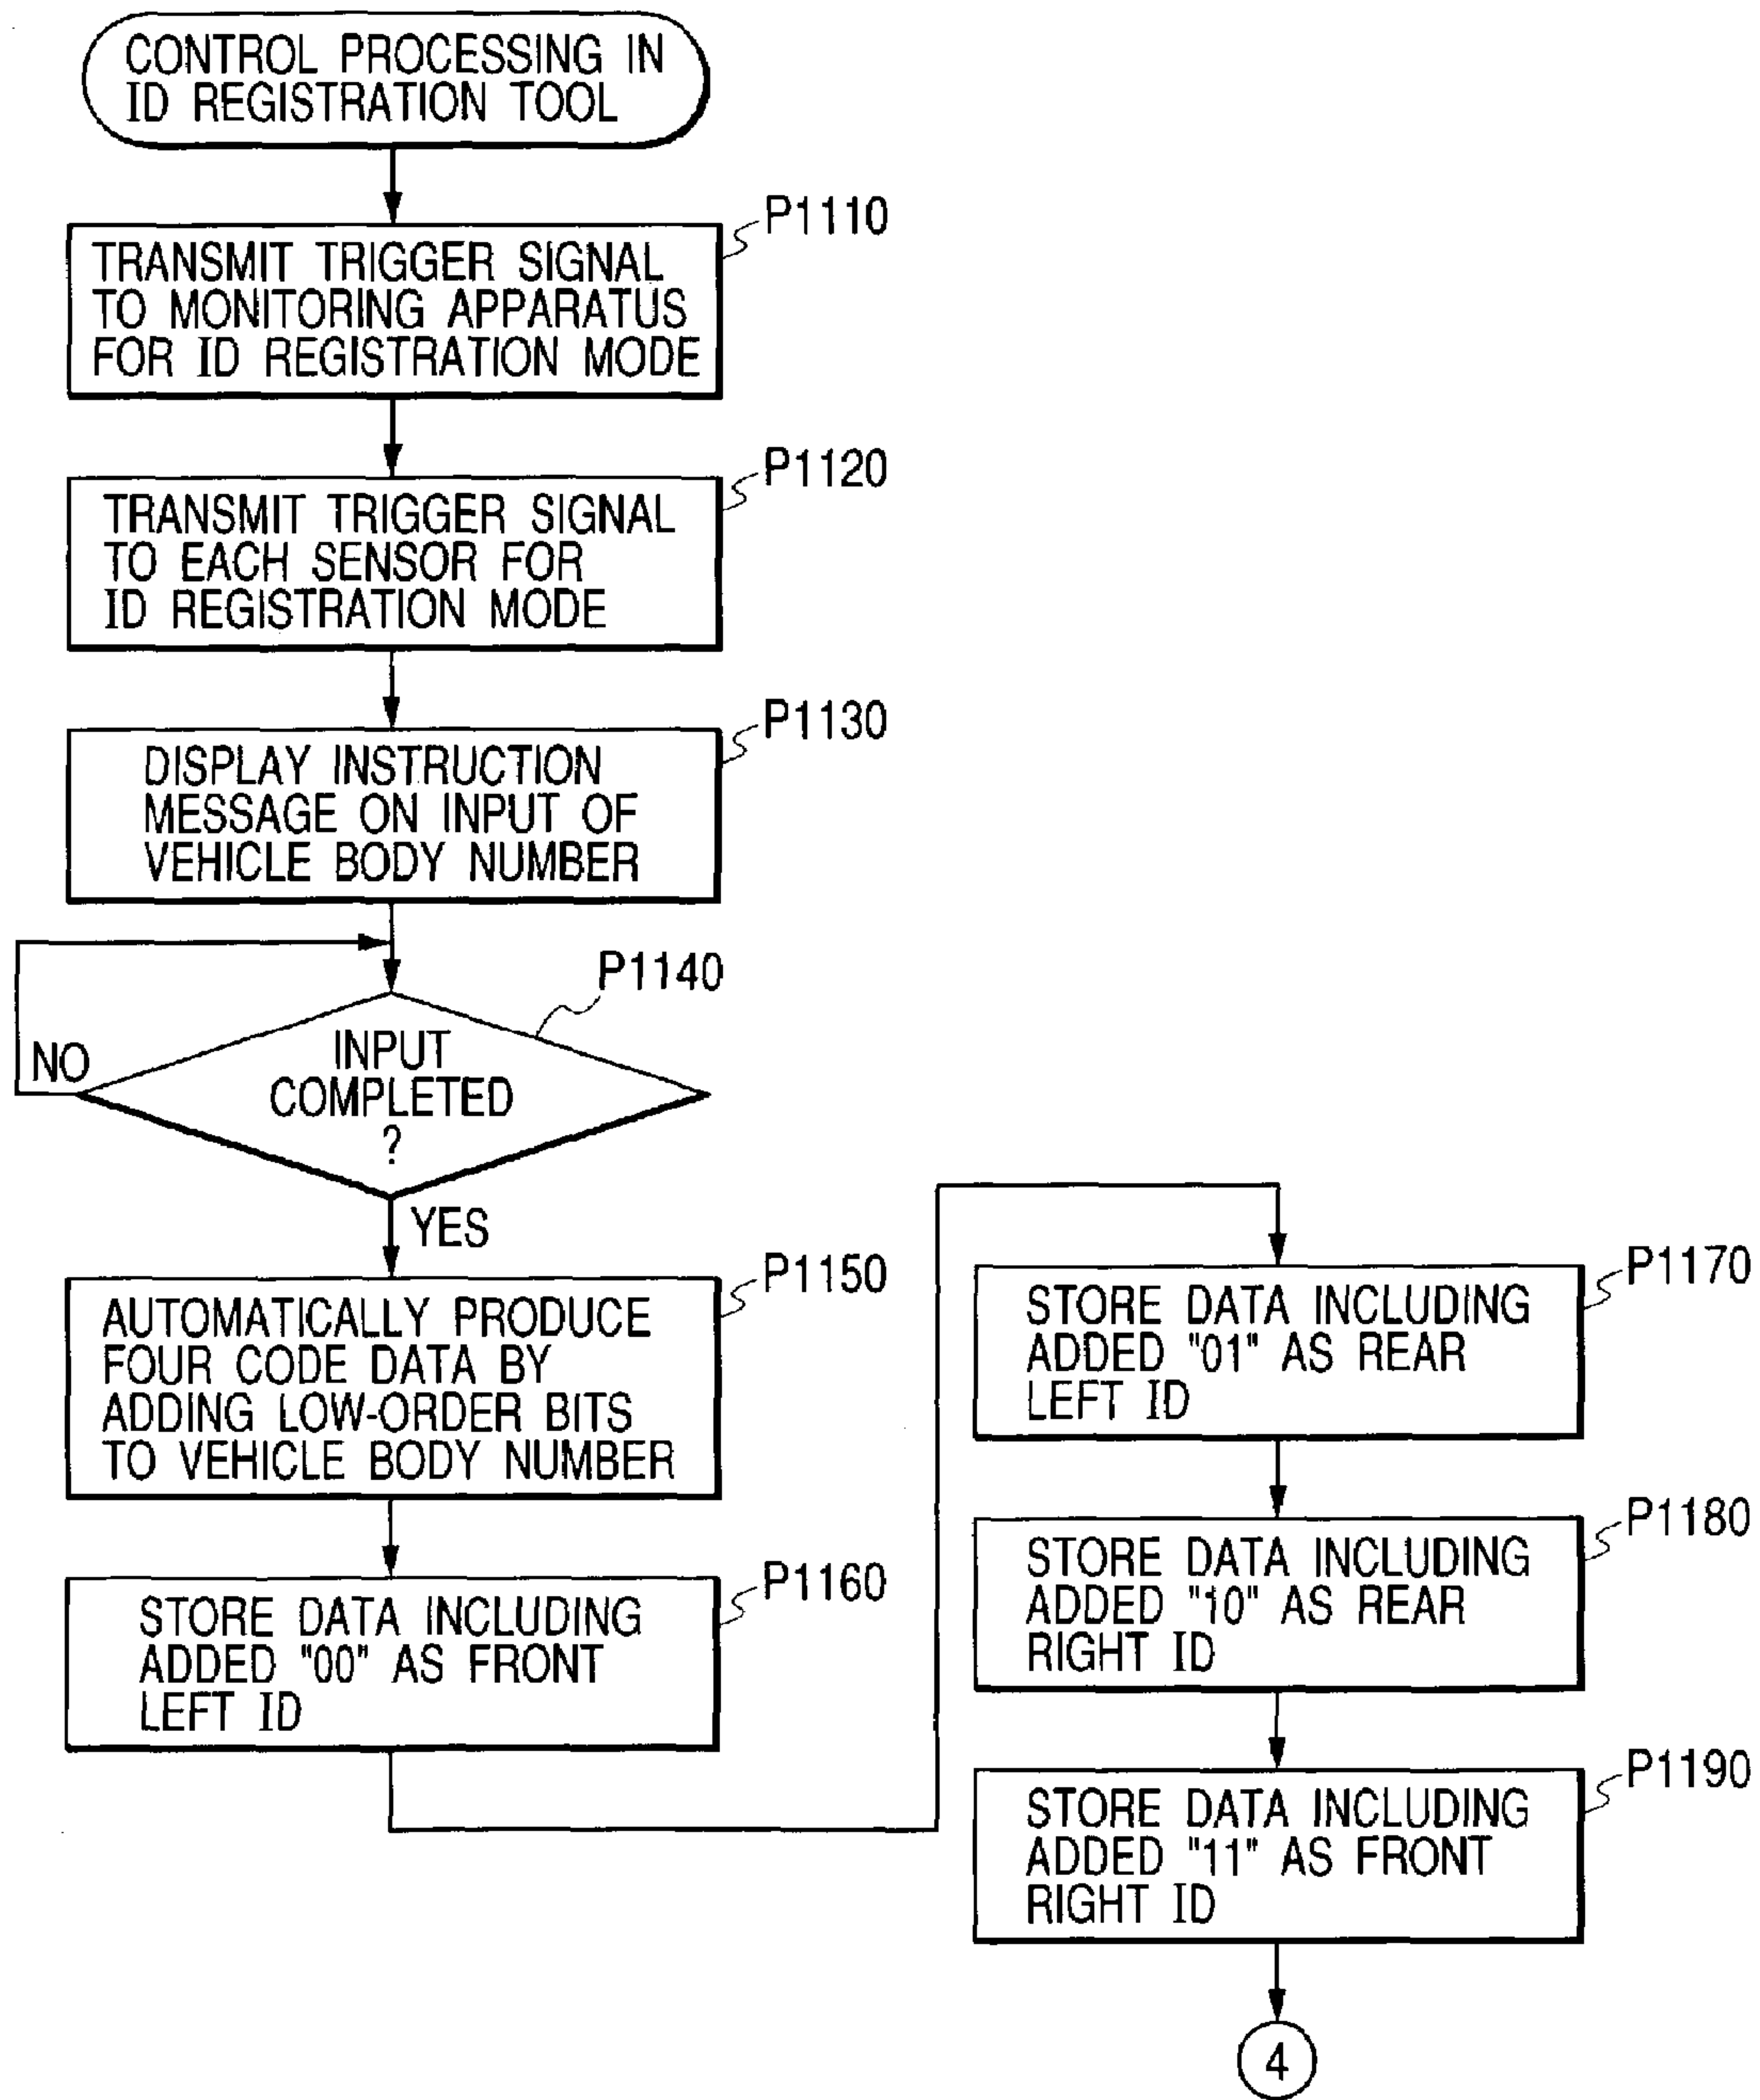 CONTROL PROCESSING IN
ID REGISTRATION TOOL
P1110
TRANSMIT TRIGGER SIGNAL
TO MONITORING APPARATUS
FOR ID REGISTRATION MODE
P1120
TRANSMIT TRIGGER SIGNAL
TO EACH SENSOR FOR
ID REGISTRATION MODE
P1130
DISPLAY INSTRUCTION
MESSAGE ON INPUT OF
VEHICLE BODY NUMBER
P1140
INPUT
COMPLETED
?
NO
YES
P1150
AUTOMATICALLY PRODUCE
FOUR CODE DATA BY
ADDING LOW-ORDER BITS
TO VEHICLE BODY NUMBER
P1160
STORE DATA INCLUDING
ADDED "00" AS FRONT
LEFT ID
P1170
STORE DATA INCLUDING
ADDED "01" AS REAR
LEFT ID
P1180
STORE DATA INCLUDING
ADDED "10" AS REAR
RIGHT ID
P1190
STORE DATA INCLUDING
ADDED "11" AS FRONT
RIGHT ID
4